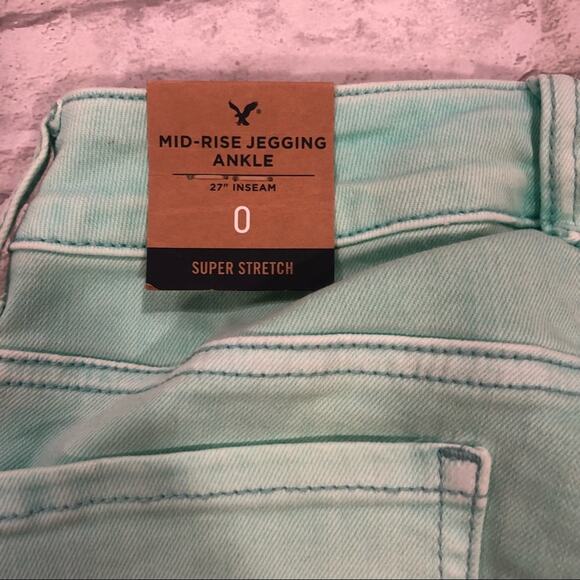 MID-RISE JEGGING
ANKLE
27" INSEAM
0
SUPER STRETCH